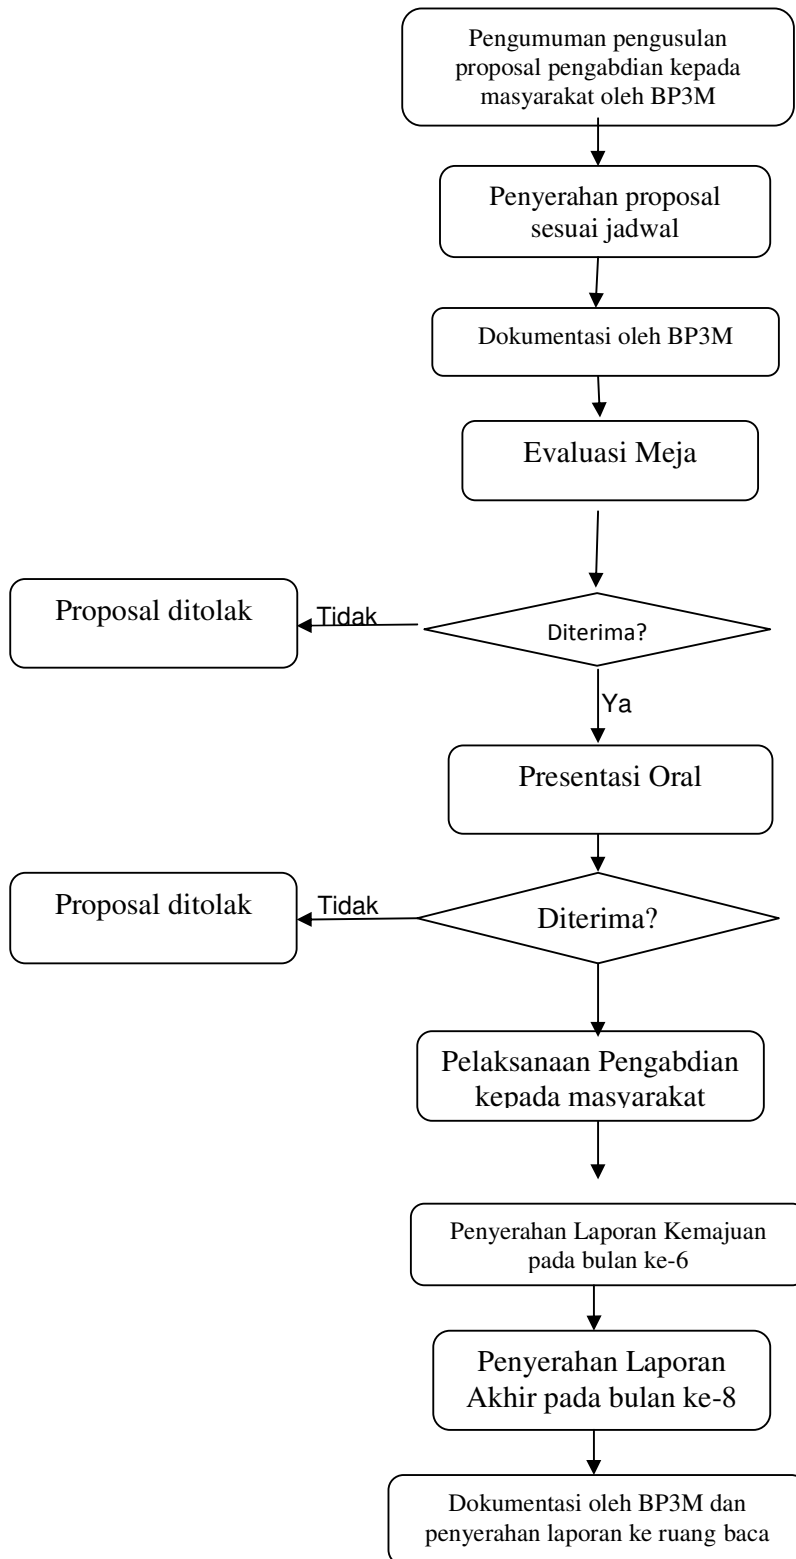 Pengumuman pengusulan
proposal pengabdian kepada
masyarakat oleh BP3M
Penyerahan proposal
sesuai jadwal
Dokumentasi oleh BP3M
Evaluasi Meja
Proposal ditolak
Tidak
Diterima?
Ya
Presentasi Oral
Proposal ditolak
Tidak
Diterima?
Pelaksanaan Pengabdian
kepada masyarakat
Penyerahan Laporan Kemajuan
pada bulan ke-6
Penyerahan Laporan
Akhir pada bulan ke-8
Dokumentasi oleh BP3M dan
penyerahan laporan ke ruang baca